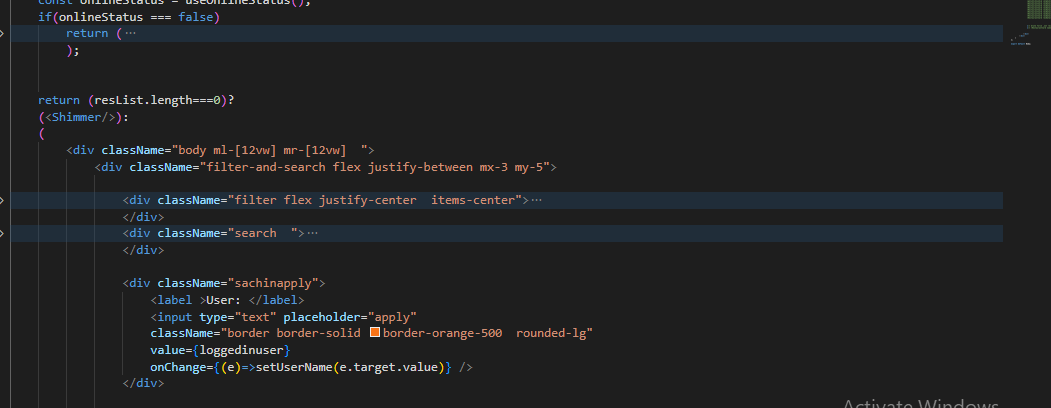 const onlineStatus = useOnlineStatus();
if(onlineStatus === false)
return (⋯
);
return (resList.length===0)?
(<Shimmer/>):
(
<div className="body ml-[12vw] mr-[12vw]  ">
<div className="filter-and-search flex justify-between mx-3 my-5">
<div className="filter flex justify-center  items-center">⋯
</div>
<div className="search  ">⋯
</div>
<div className="sachinapply">
<label >User: </label>
<input type="text" placeholder="apply"
className="border border-solid border-orange-500  rounded-lg"
value={loggedinuser}
onChange={(e)=>setUserName(e.target.value)} />
</div>
Activate Windows